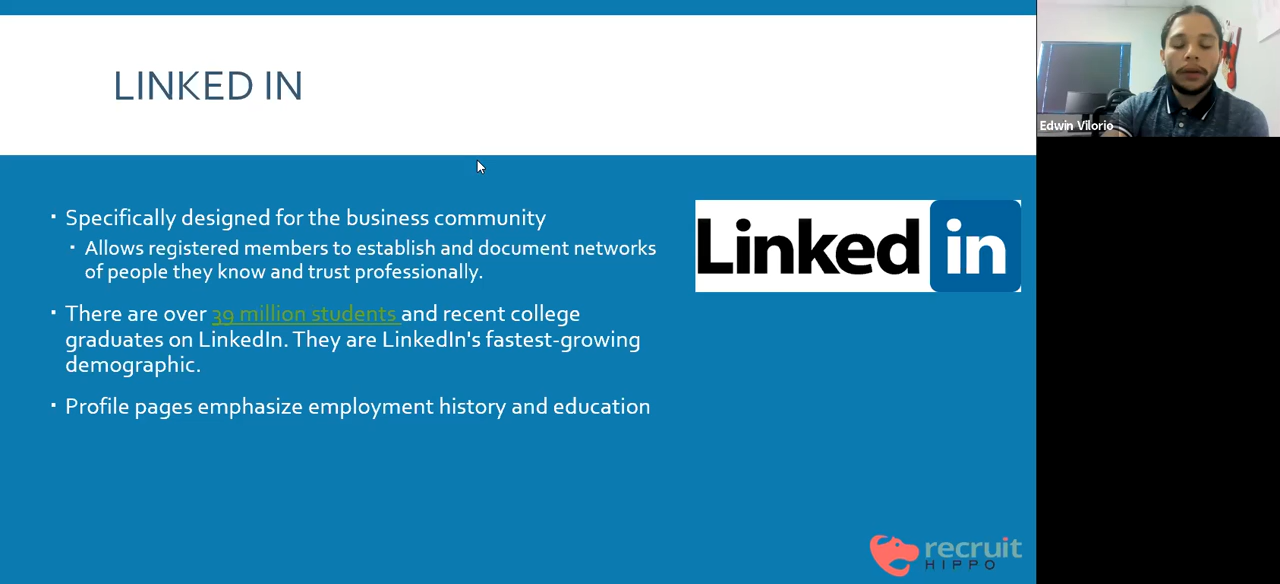 LINKED IN
Edwin Vilorio
Specifically designed for the business community
Allows registered members to establish and document networks
of people they know and trust professionally.
There are over 39 million students and recent college
graduates on LinkedIn. They are LinkedIn's fastest-growing
demographic.
Profile pages emphasize employment history and education
Linked in
recruit
HIPPO